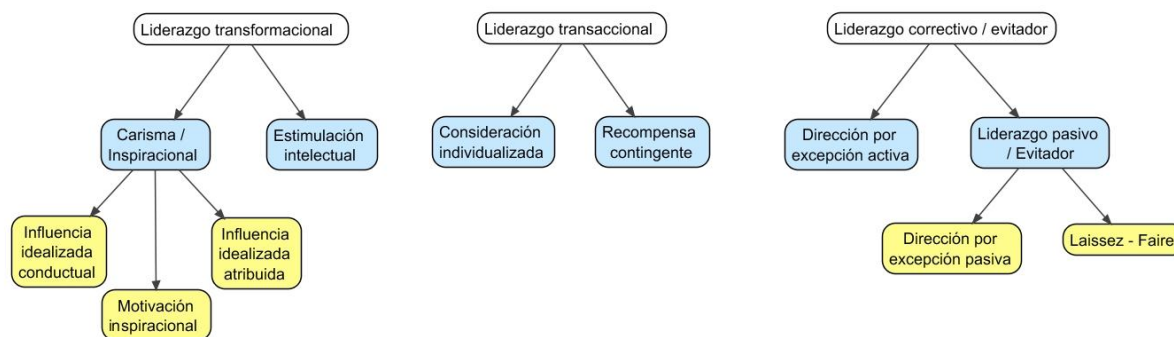 Liderazgo transformacional
Liderazgo transaccional
Liderazgo correctivo / evitador
Carisma /
Inspiracional
Estimulación
intelectual
Consideración
individualizada
Recompensa
contingente
Dirección por
excepción activa
Liderazgo pasivo
/ Evitador
Influencia
idealizada
conductual
Influencia
idealizada
atribuida
Motivación
inspiracional
Dirección por
excepción pasiva
Laissez - Faire